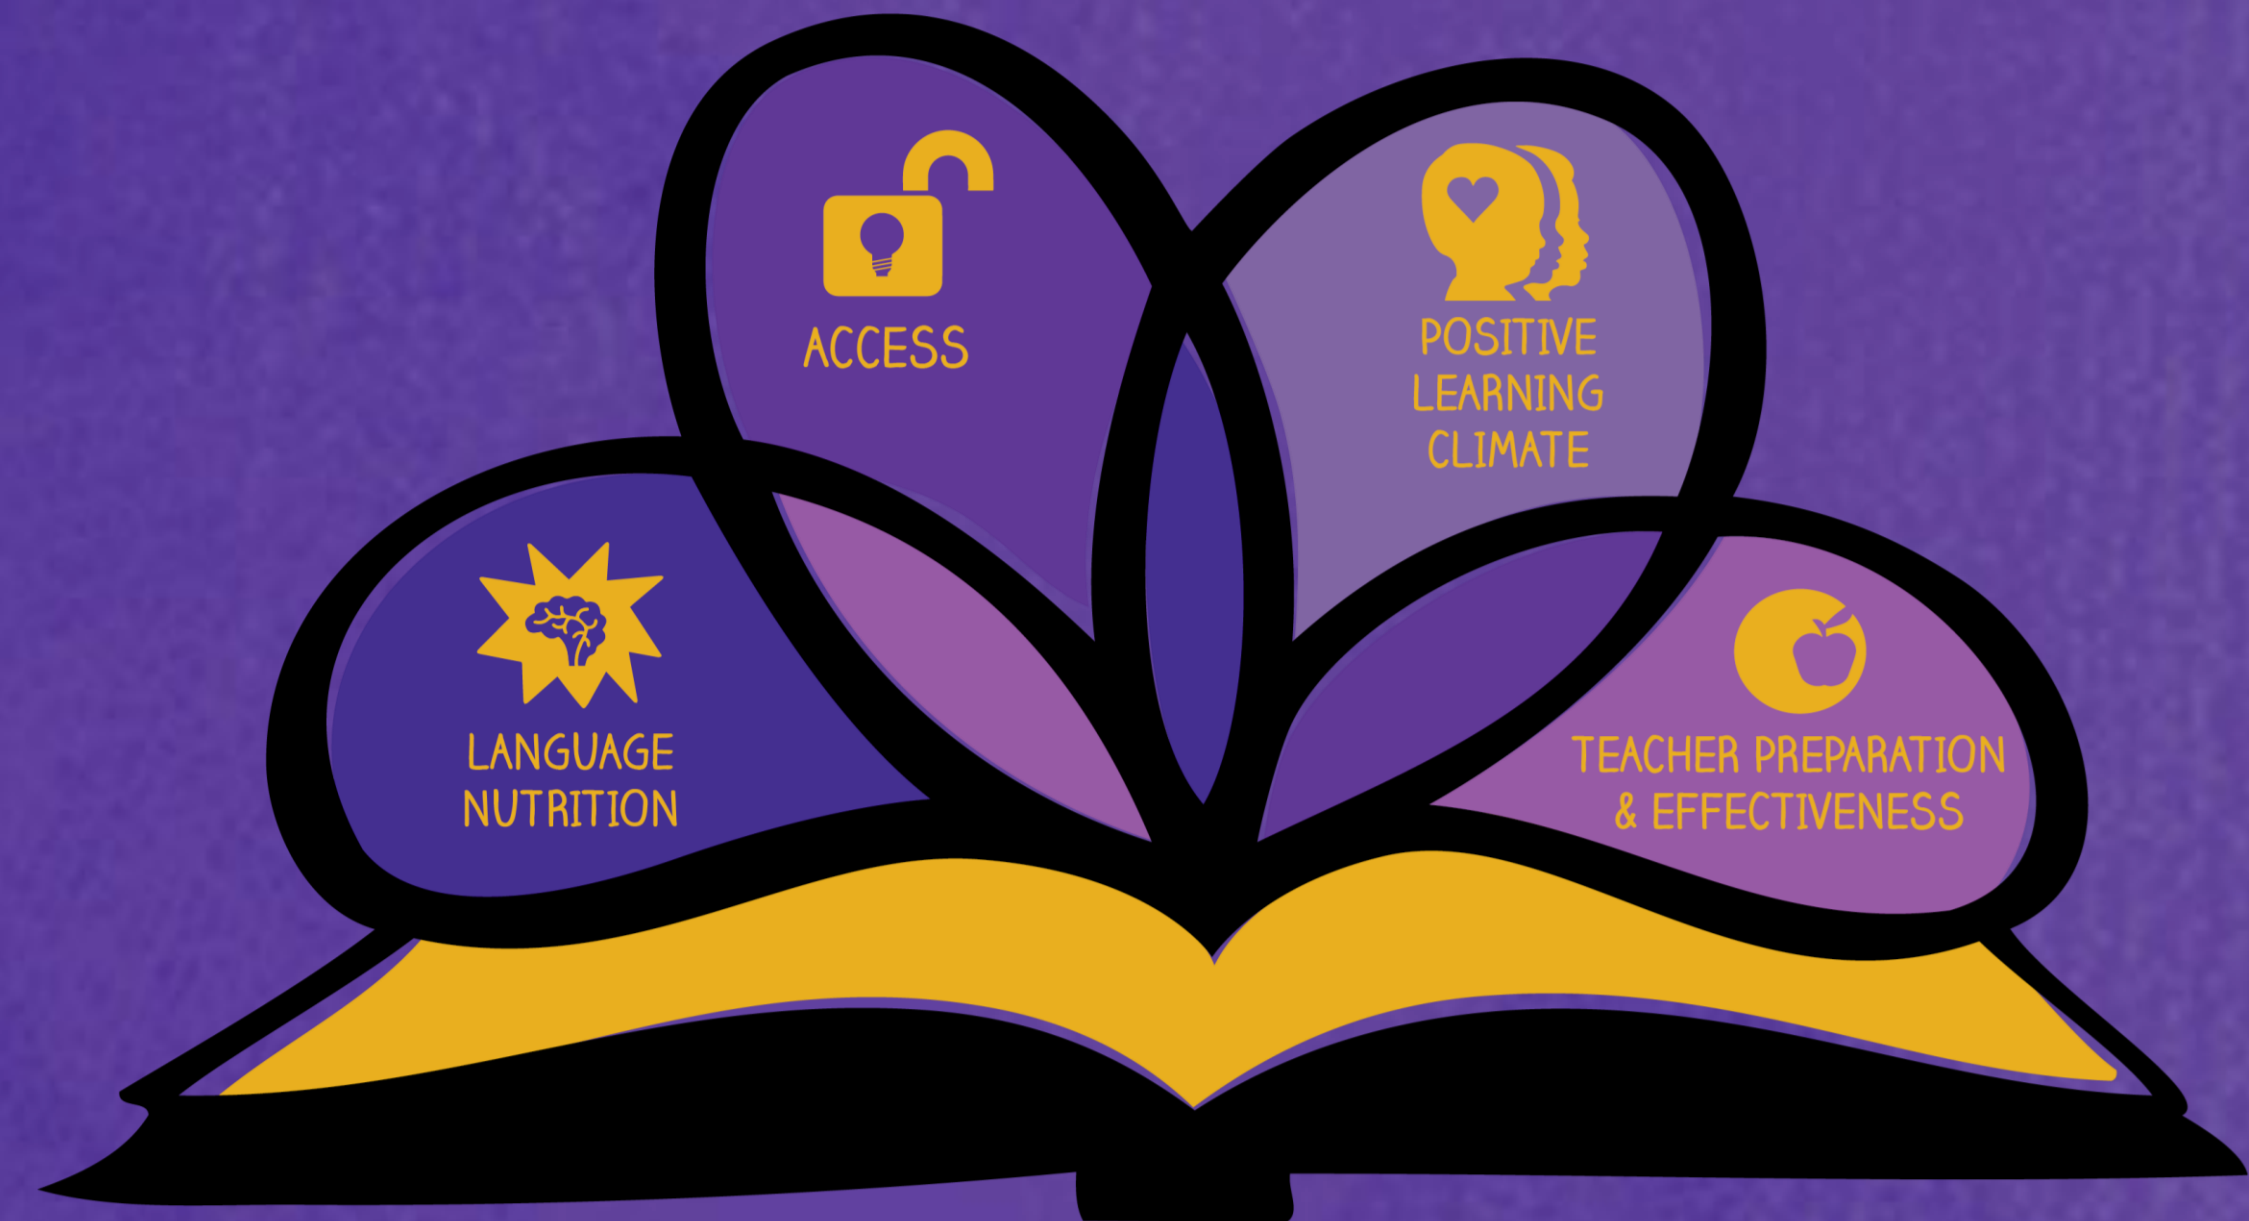 ACCESS
POSITIVE
LEARNING
CLIMATE
LANGUAGE
NUTRITION
TEACHER PREPARATION
& EFFECTIVENESS